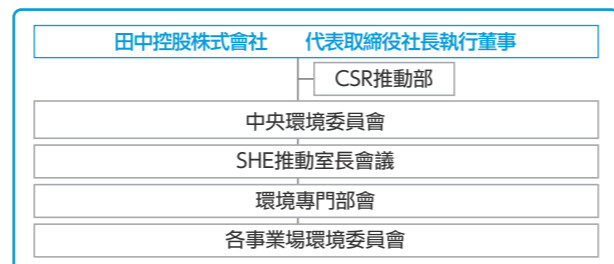 田中控股株式會社　　代表取締役社長執行董事
CSR推動部
中央環境委員會
SHE推動室長會議
環境專門部會
各事業場環境委員會